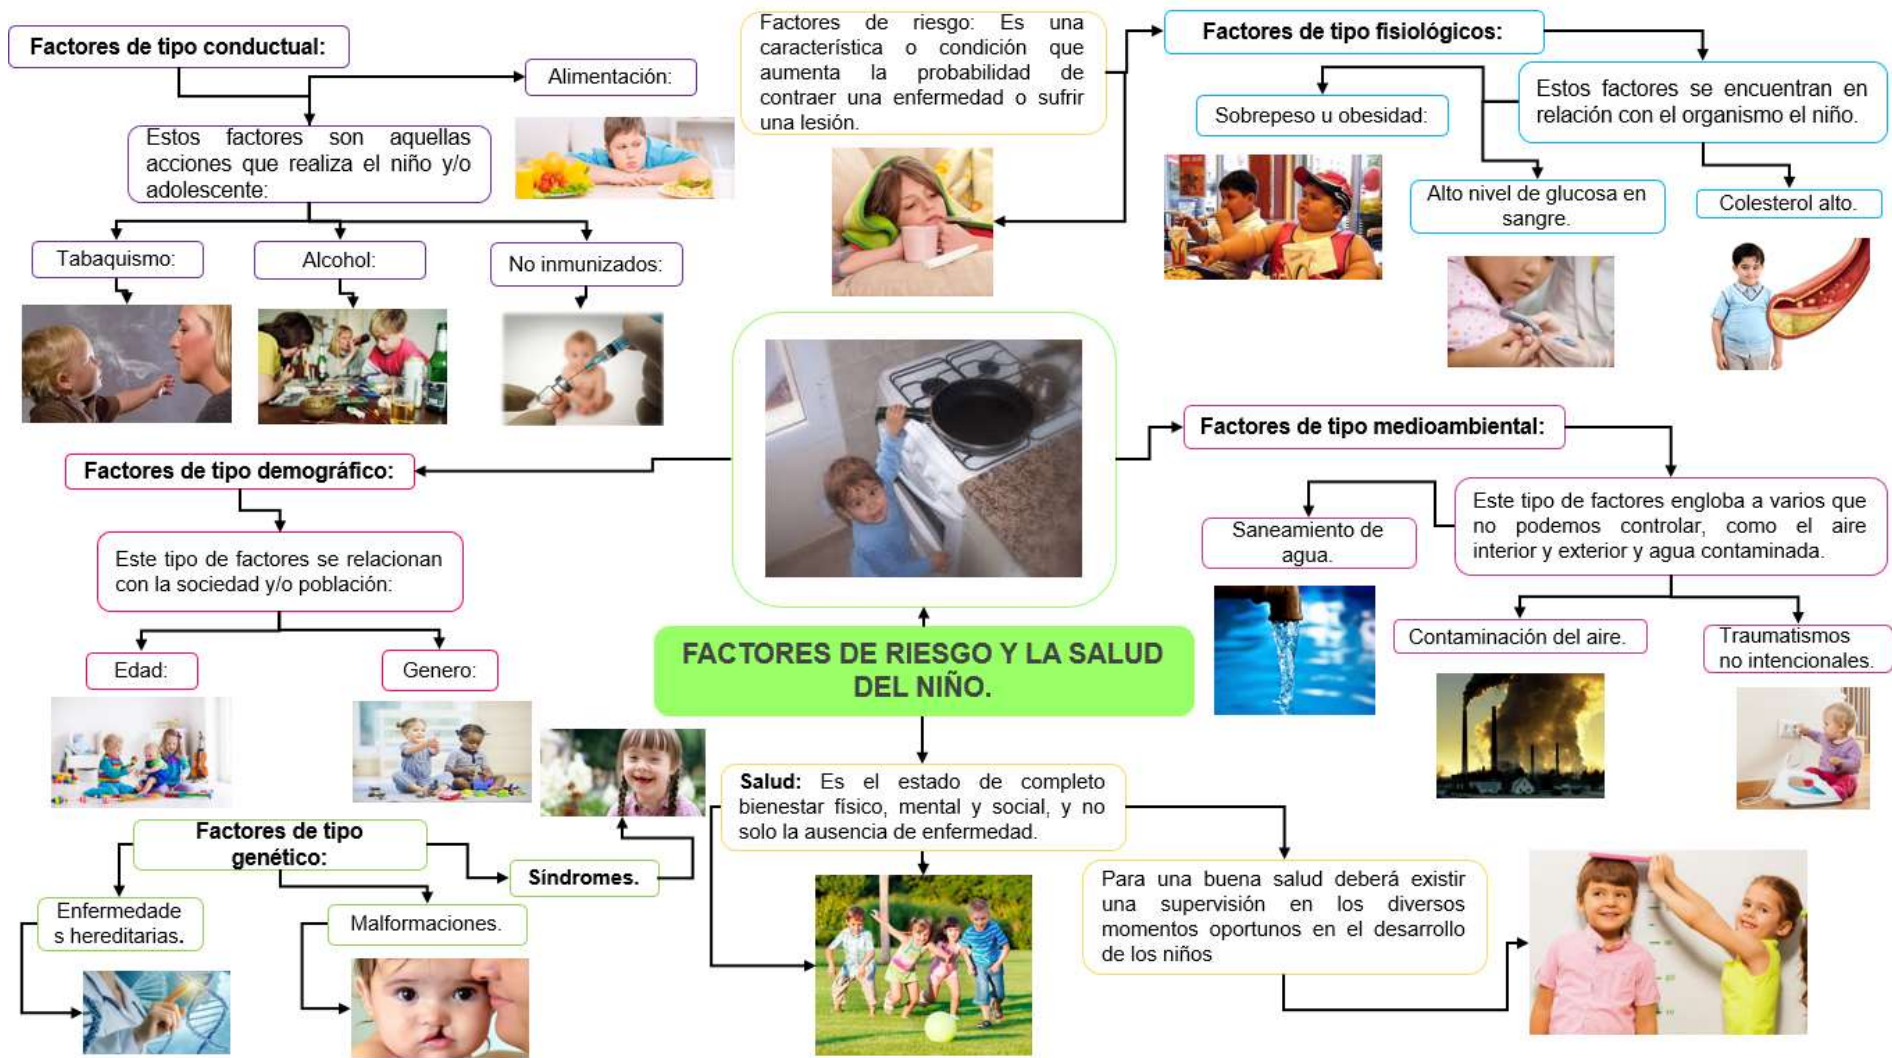 Factores de tipo conductual:
Alimentación:
Estos factores son aquellas
acciones que realiza el niño y/o
adolescente:
Tabaquismo:
Alcohol:
No inmunizados:
Factores de riesgo: Es una
característica o condición que
aumenta la probabilidad de
contraer una enfermedad o sufrir
una lesión.
Factores de tipo fisiológicos:
Estos factores se encuentran en
relación con el organismo el niño.
Sobrepeso u obesidad:
Alto nivel de glucosa en
sangre.
Colesterol alto.
Factores de tipo demográfico:
Este tipo de factores se relacionan
con la sociedad y/o población:
Edad:
Genero:
Factores de tipo medioambiental:
Este tipo de factores engloba a varios que
no podemos controlar, como el aire
interior y exterior y agua contaminada.
Saneamiento de
agua.
Contaminación del aire.
Traumatismos
no intencionales.
FACTORES DE RIESGO Y LA SALUD
DEL NIÑO.
Salud: Es el estado de completo
bienestar físico, mental y social, y no
solo la ausencia de enfermedad.
Para una buena salud deberá existir
una supervisión en los diversos
momentos oportunos en el desarrollo
de los niños
Factores de tipo
genético:
Síndromes.
Enfermedade
s hereditarias.
Malformaciones.